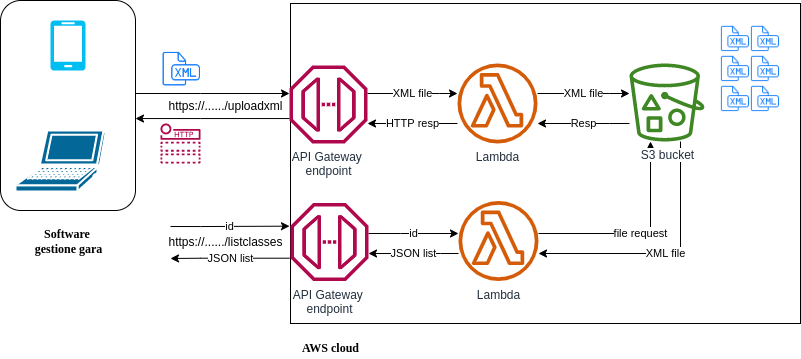 XML
https://....../uploadxml
HTTP
Software
gestione gara
XML file
HTTP resp
API Gateway
endpoint
Lambda
XML file
Resp
S3 bucket
XML
XML
XML
XML
XML
XML
id
https://....../listclasses
JSON list
API Gateway
endpoint
id
JSON list
Lambda
file request
XML file
AWS cloud